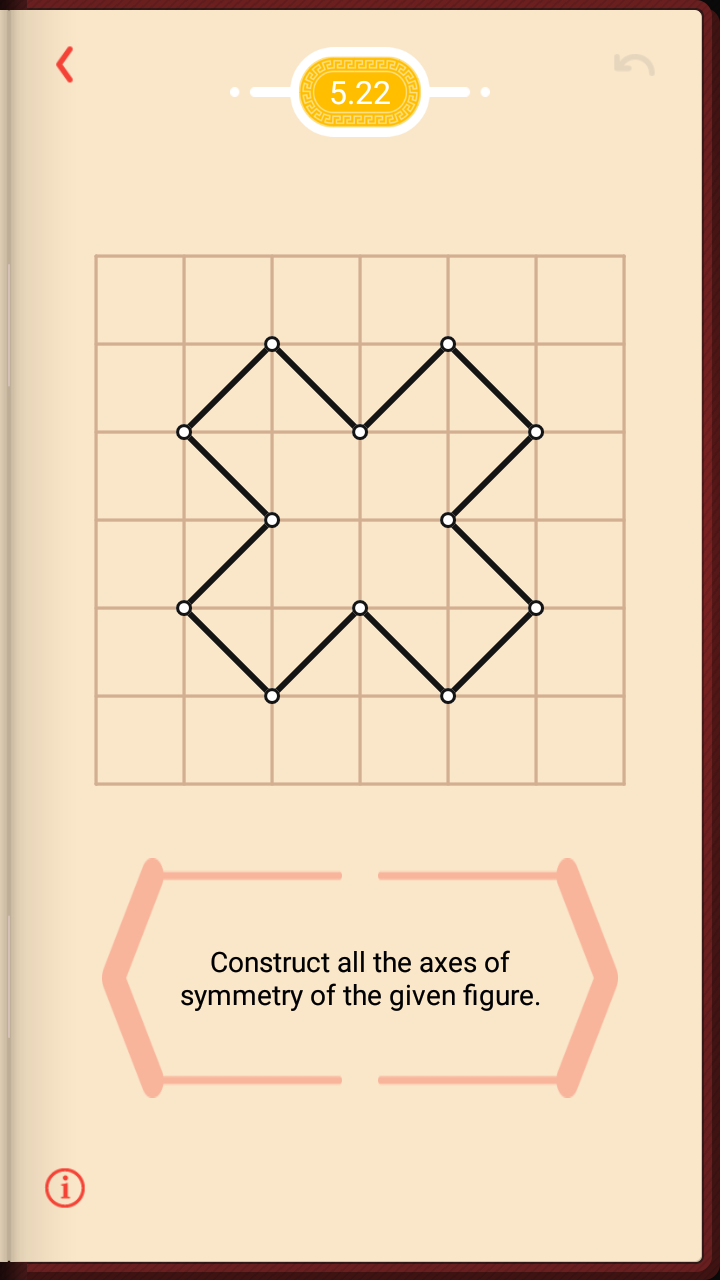 5.22
Construct all the axes of
symmetry of the given figure.
i